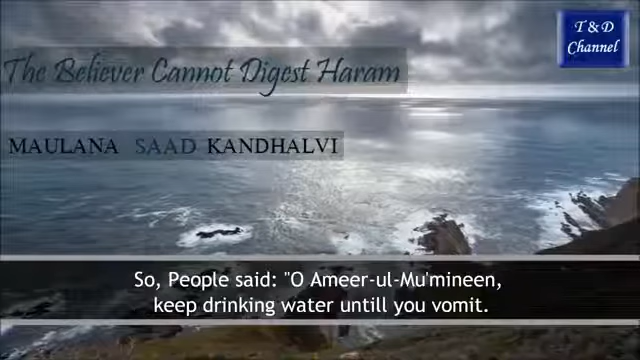 T & D
Channel
The Believer Cannot Digest Haram
MAULANA SAAD KANDHALVI
So, People said: "O Ameer-ul-Mu'mineen,
keep drinking water untill you vomit.